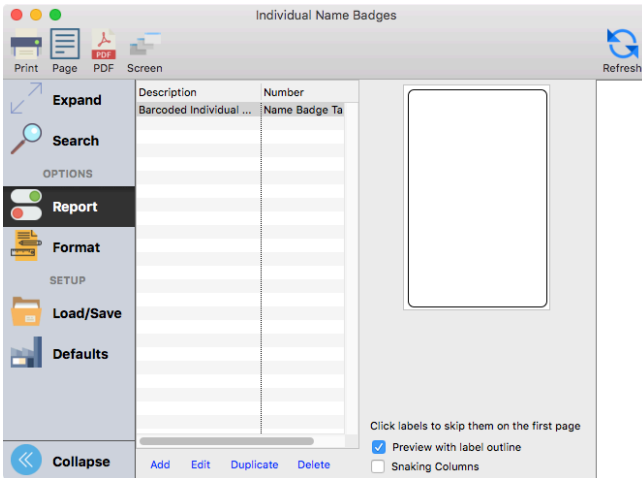 Individual Name Badges
Print Page PDF Screen Refresh
PDF
Expand
Search
OPTIONS
Report
Format
SETUP
Load/Save
Defaults
Collapse
Description Number
Barcoded Individual ... Name Badge Ta
Add Edit Duplicate Delete
Click labels to skip them on the first page
Preview with label outline
Snaking Columns